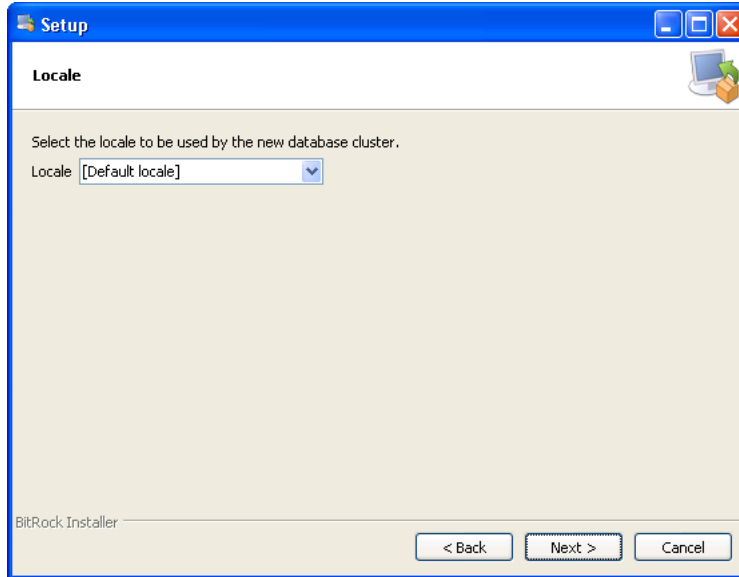 Setup
Locale
Select the locale to be used by the new database cluster.
Locale [Default locale]
BitRock Installer
< Back Next > Cancel